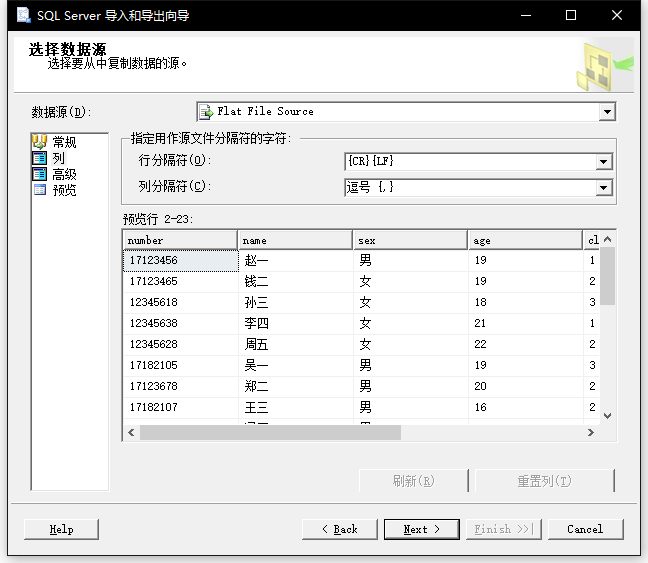 SQL Server 导入和导出向导
选择数据源
选择要从中复制数据的源。
数据源(D):
Flat File Source
常规
列
高级
预览
指定用作源文件分隔符的字符:
行分隔符(O):
{CR}{LF}
列分隔符(C):
逗号 {,}
预览行 2-23:
number name sex age cl
17123456 赵一 男 19 1
17123465 钱二 女 19 2
12345618 孙三 女 18 3
12345638 李四 女 21 1
12345628 周五 女 22 2
17182105 吴一 男 19 3
17123678 郑二 男 20 2
17182107 王三 男 16 2
刷新(R) 重置列(T)
Help < Back Next > Finish >>| Cancel